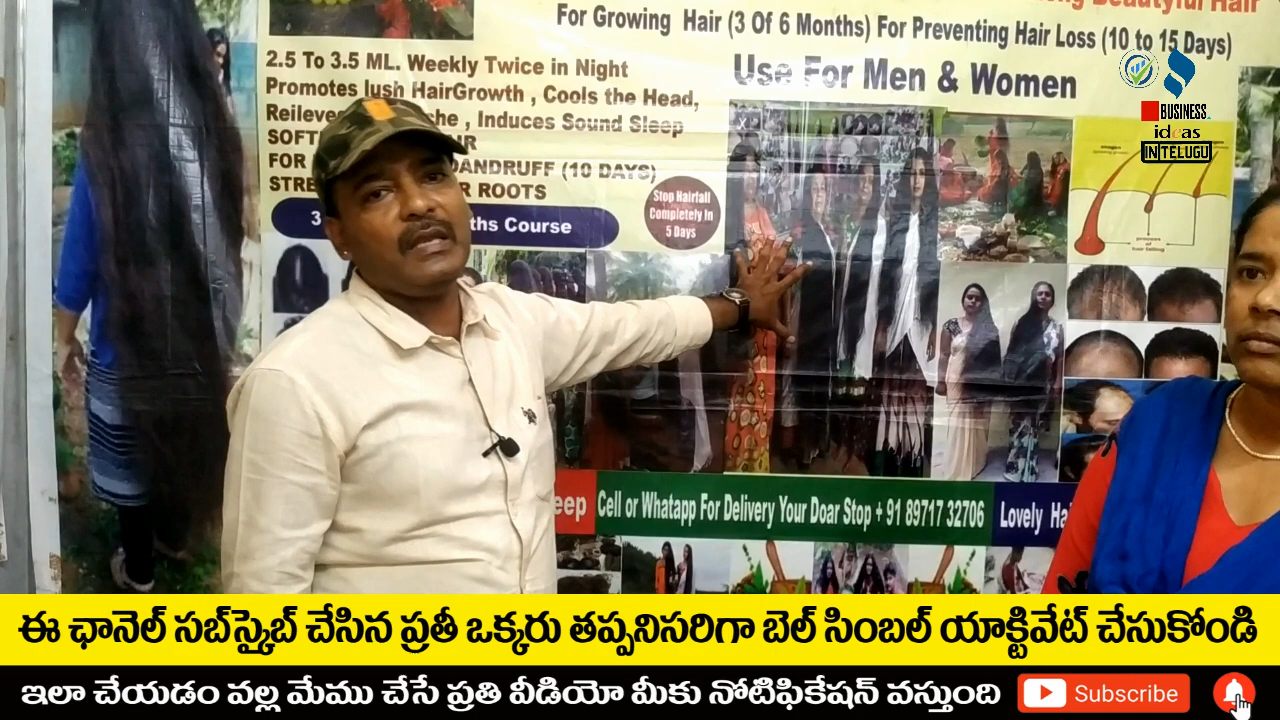 Beautyful Hair
For Growing Hair (3 Of 6 Months) For Preventing Hair Loss (10 to 15 Days)
2.5 To 3.5 ML. Weekly Twice in Night
Promotes lush HairGrowth , Cools the Head,
, Induces Sound Sleep
FOR DANDRUFF (10 DAYS)
ROOTS
3 Course
Use For Men & Women
Stop Hairfall
Completely In
5 Days
BUSINESS
ideas
IN TELUGU
Cell or Whatapp For Delivery Your Doar Stop + 91 89717 32706
Lovely
ఈ ఛానెల్ సబ్‌స్క్రైబ్ చేసిన ప్రతీ ఒక్కరు తప్పనిసరిగా బెల్ సింబల్ యాక్టివేట్ చేసుకోండి
ఇలా చేయడం వల్ల మేము చేసే ప్రతి వీడియో మీకు నోటిఫికేషన్ వస్తుంది
Subscribe